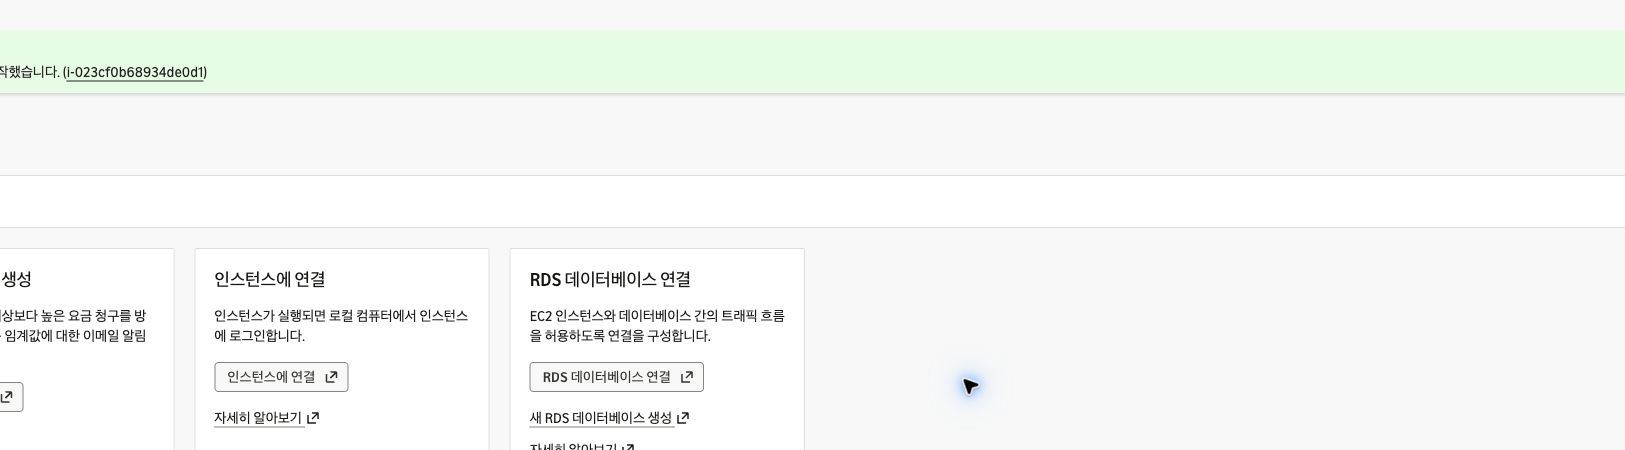 작했습니다. (i-023cf0b68934de0d1)
생성
상보다 높은 요금 청구를 방
임계값에 대한 이메일 알림
인스턴스에 연결
인스턴스가 실행되면 로컬 컴퓨터에서 인스턴스
에 로그인합니다.
인스턴스에 연결
자세히 알아보기
RDS 데이터베이스 연결
EC2 인스턴스와 데이터베이스 간의 트래픽 흐름
을 허용하도록 연결을 구성합니다.
RDS 데이터베이스 연결
새 RDS 데이터베이스 생성
자세히 알아보기